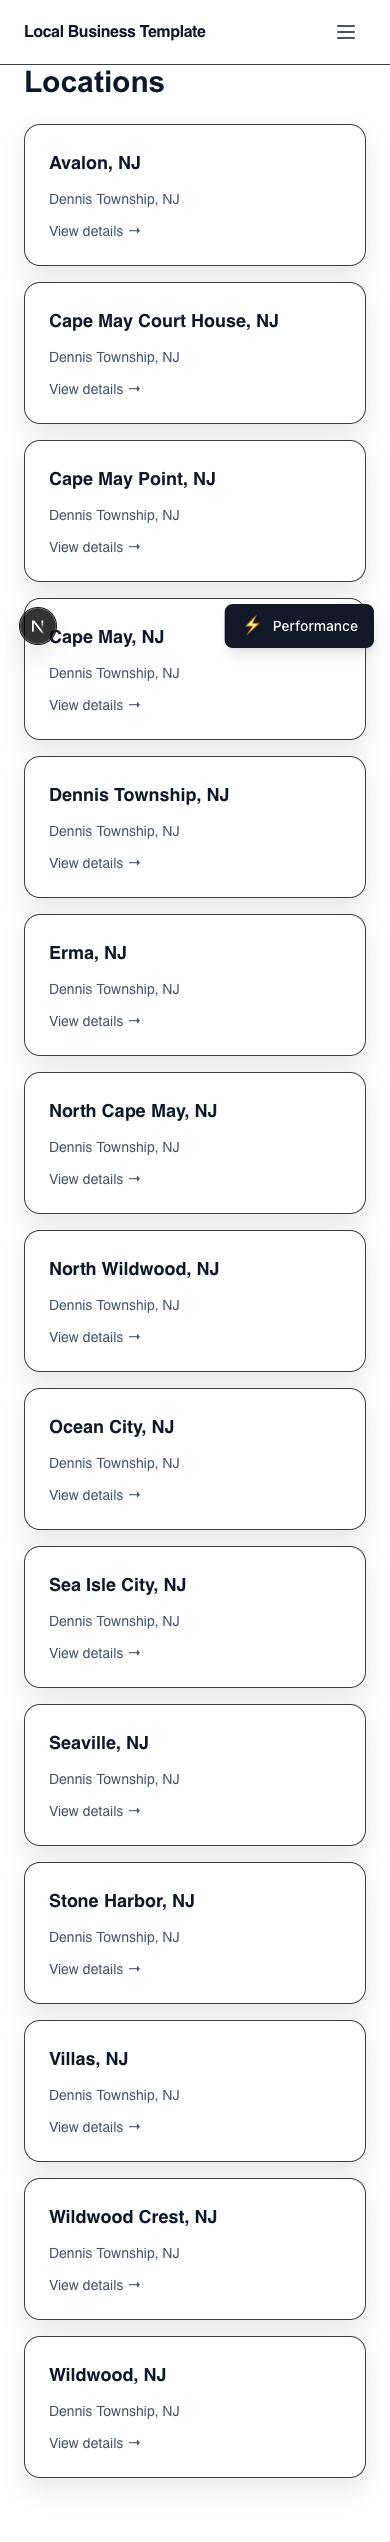 Local Business Template
Locations
Avalon, NJ
Dennis Township, NJ
View details →
Cape May Court House, NJ
Dennis Township, NJ
View details →
Cape May Point, NJ
Dennis Township, NJ
View details →
N
Cape May, NJ
⚡ Performance
Dennis Township, NJ
View details →
Dennis Township, NJ
Dennis Township, NJ
View details →
Erma, NJ
Dennis Township, NJ
View details →
North Cape May, NJ
Dennis Township, NJ
View details →
North Wildwood, NJ
Dennis Township, NJ
View details →
Ocean City, NJ
Dennis Township, NJ
View details →
Sea Isle City, NJ
Dennis Township, NJ
View details →
Seaville, NJ
Dennis Township, NJ
View details →
Stone Harbor, NJ
Dennis Township, NJ
View details →
Villas, NJ
Dennis Township, NJ
View details →
Wildwood Crest, NJ
Dennis Township, NJ
View details →
Wildwood, NJ
Dennis Township, NJ
View details →